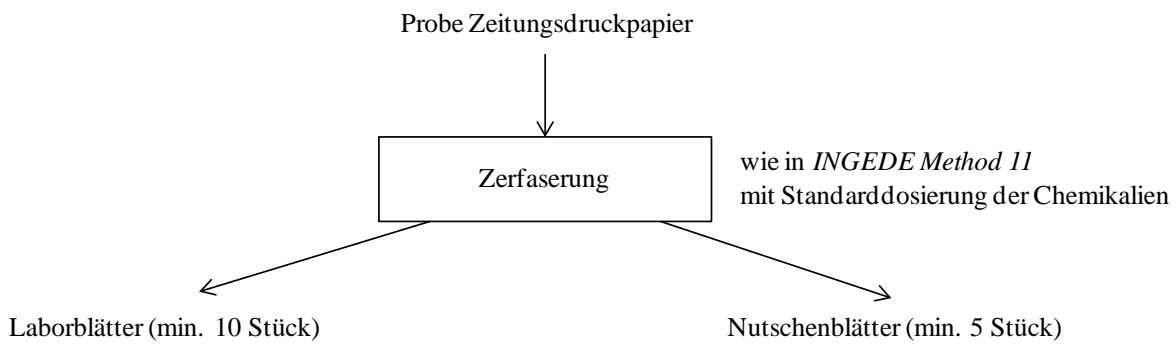 Probe Zeitungsdruckpapier
Zerfaserung
wie in INGEDE Method 11
mit Standarddosierung der Chemikalien
Laborblätter (min. 10 Stück)
Nutschenblätter (min. 5 Stück)